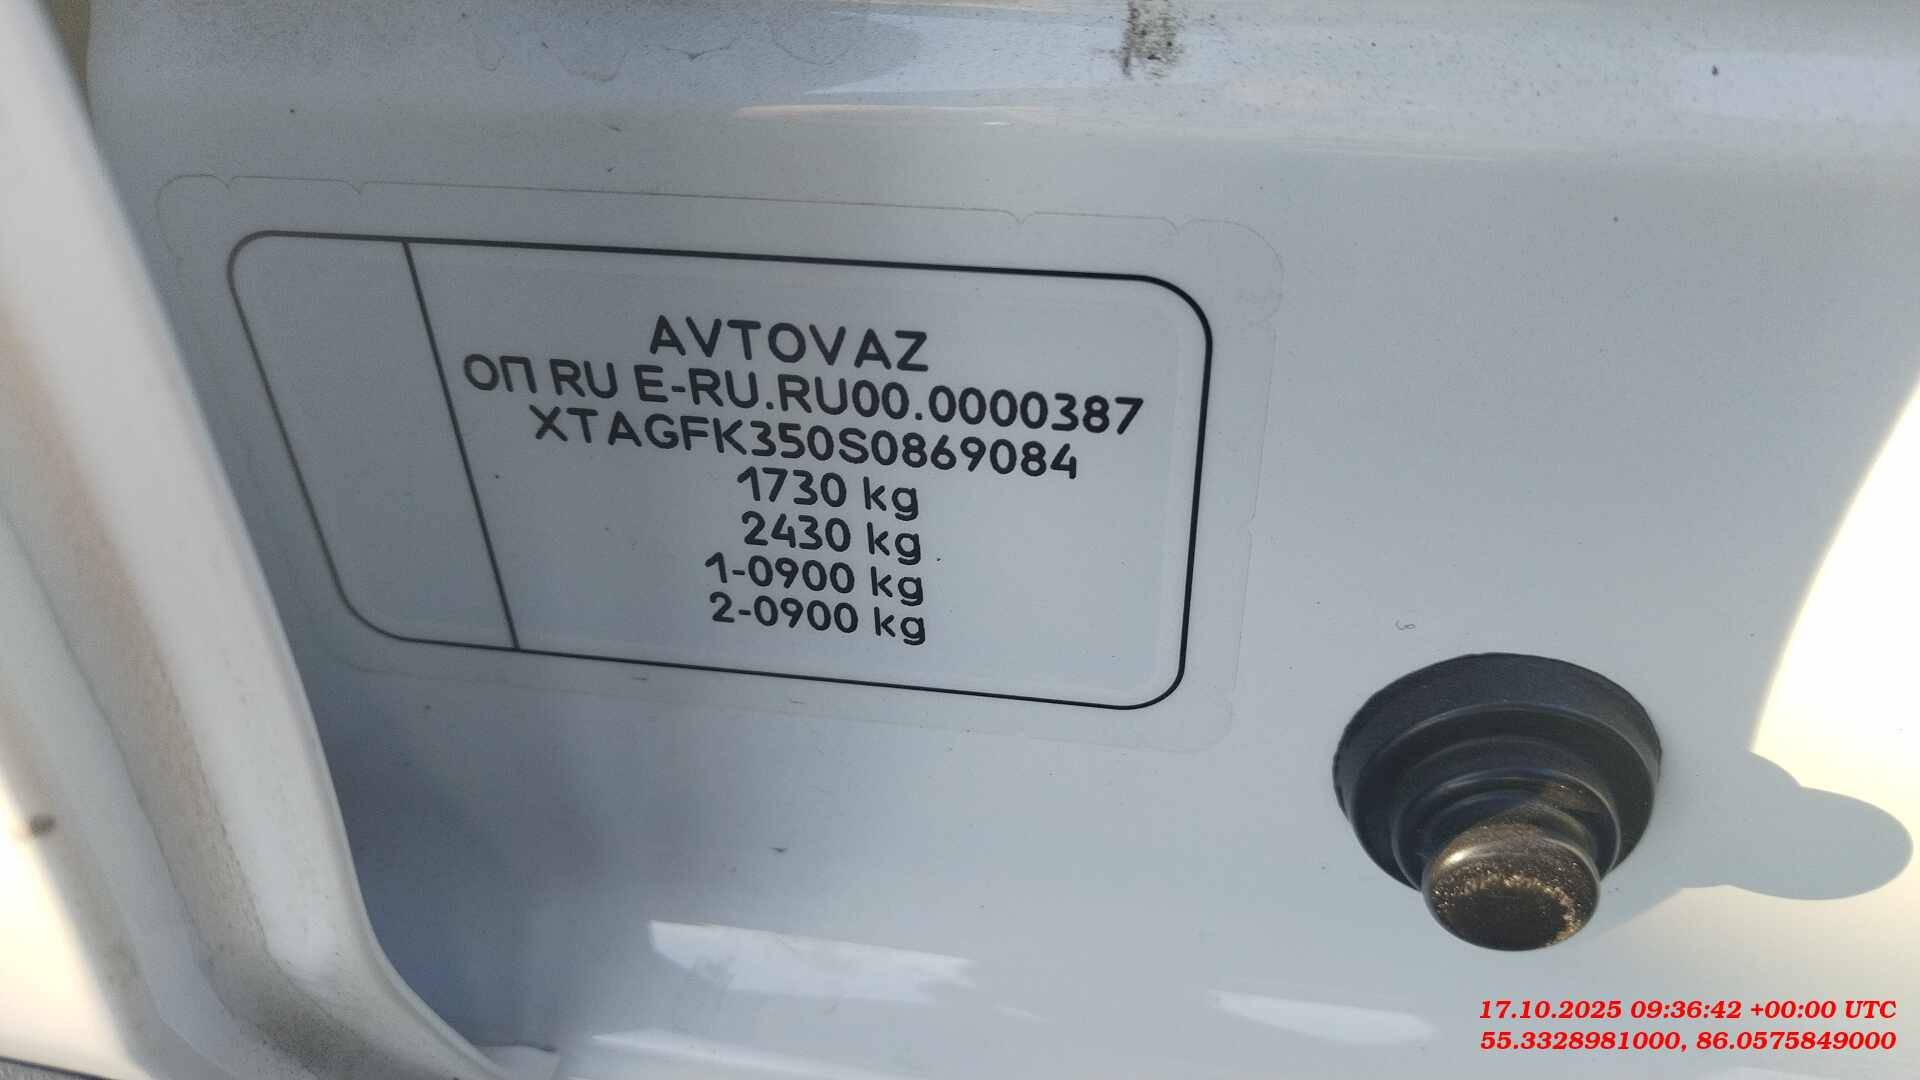 AVTOVAZ
ОП RU E-RU.RU00.0000387
XTAGFK350S0869084
1730 kg
2430 kg
1-0900 kg
2-0900 kg
17.10.2025 09:36:42 +00:00 UTC
55.3328981000, 86.0575849000